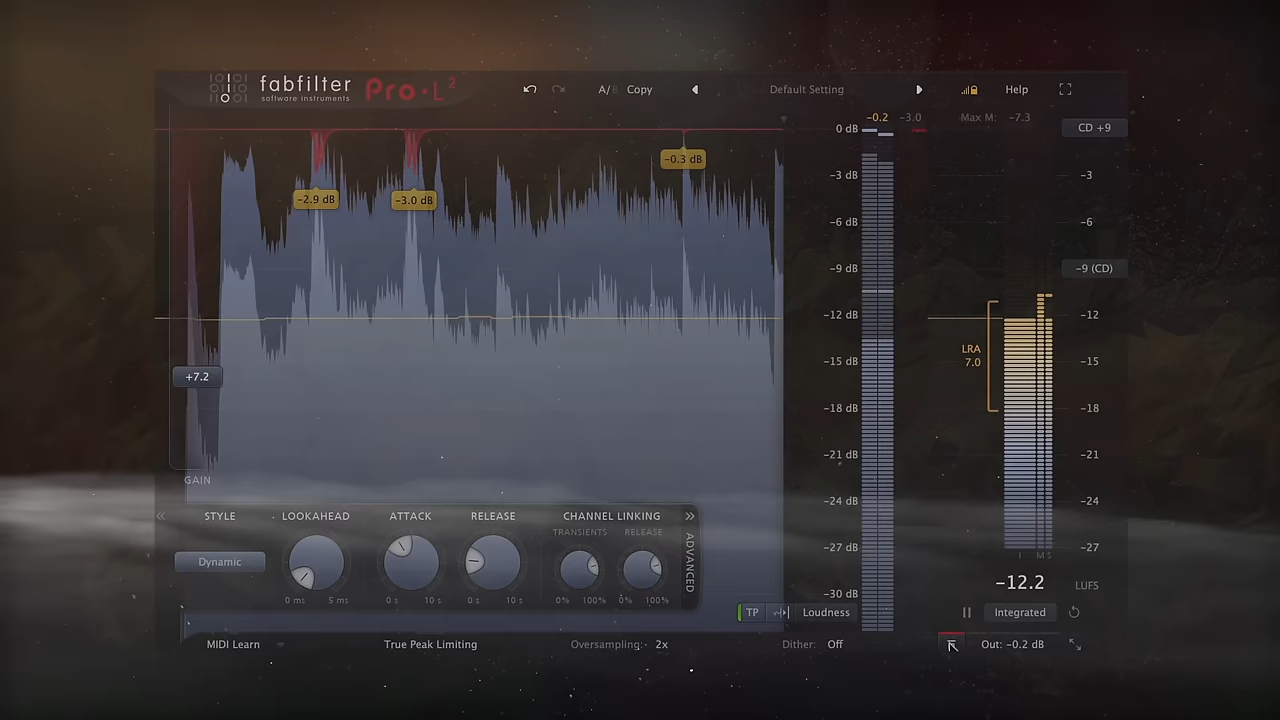 fabfilter Pro·L 2
software instruments
A/B Copy Default Setting Help
-0.2 -3.0 Max M: -7.3
0 dB CD +9
-0.3 dB
-3 dB -3
-2.9 dB -3.0 dB
-6 dB -6
-9 dB -9 (CD)
-12 dB -12
LRA
7.0
-15 dB -15
+7.2
-18 dB -18
-21 dB -21
GAIN
-24 dB -24
STYLE LOOKAHEAD ATTACK RELEASE CHANNEL LINKING
TRANSIENTS RELEASE
-27 dB -27
I M S
Dynamic
ADVANCED
-12.2 LUFS
-30 dB
0 ms 5 ms 0 s 10 s 0 s 10 s 0% 100% 0% 100%
TP Loudness Integrated
MIDI Learn True Peak Limiting Oversampling: 2x Dither: Off Out: -0.2 dB